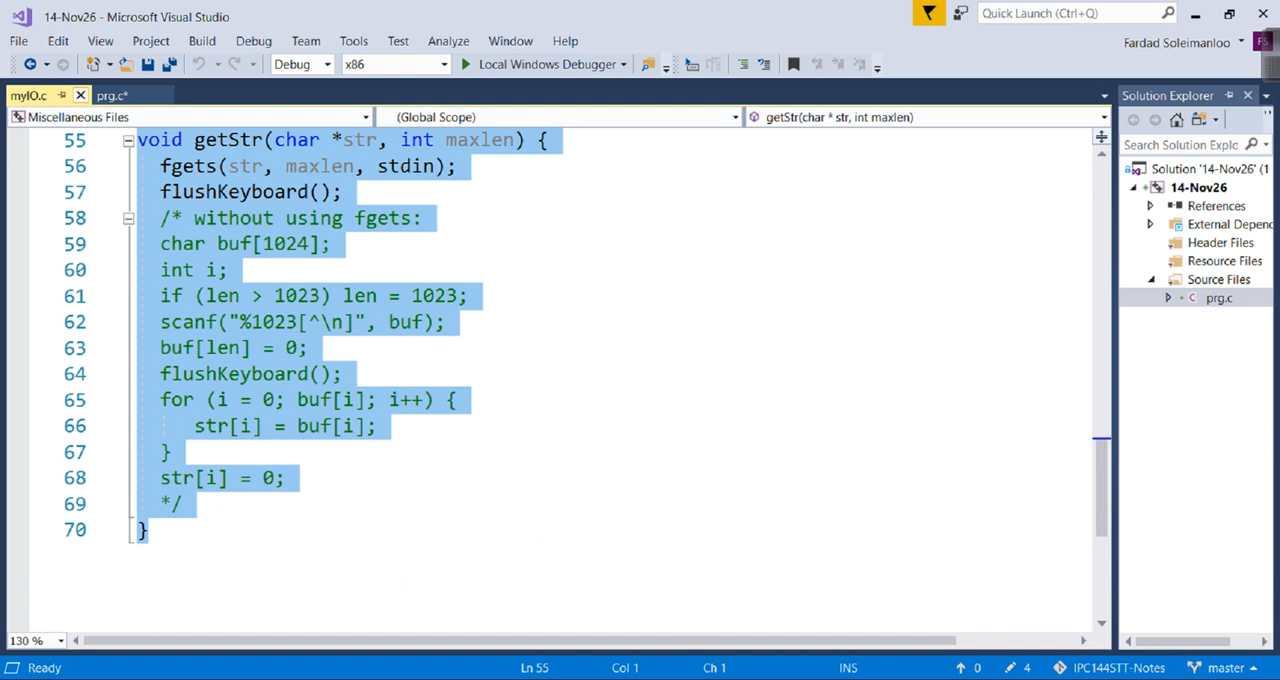 14-Nov26 - Microsoft Visual Studio
Quick Launch (Ctrl+Q)
File Edit View Project Build Debug Team Tools Test Analyze Window Help
Fardad Soleimanloo FS
Debug x86 Local Windows Debugger
myIO.c prg.c*
Solution Explorer
Miscellaneous Files (Global Scope) getStr(char * str, int maxlen)
Search Solution Explc
Solution '14-Nov26' (1
14-Nov26
References
External Depend
Header Files
Resource Files
Source Files
prg.c
55 void getStr(char *str, int maxlen) {
56 fgets(str, maxlen, stdin);
57 flushKeyboard();
58 /* without using fgets:
59 char buf[1024];
60 int i;
61 if (len > 1023) len = 1023;
62 scanf("%1023[^\n]", buf);
63 buf[len] = 0;
64 flushKeyboard();
65 for (i = 0; buf[i]; i++) {
66 str[i] = buf[i];
67 }
68 str[i] = 0;
69 */
70 }
130 %
Ready Ln 55 Col 1 Ch 1 INS 0 4 IPC144STT-Notes master